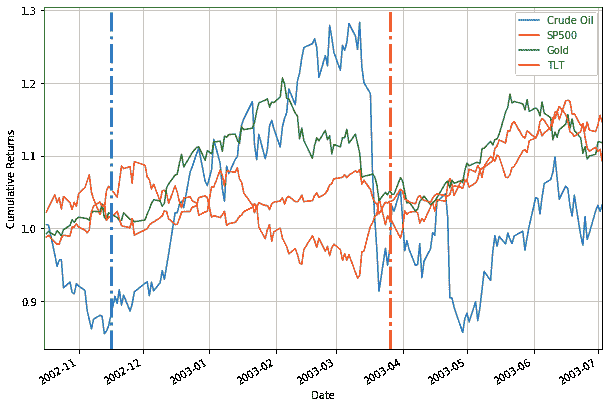 1.3
1.2
1.1
1.0
0.9
Cumulative Returns
Crude Oil
SP500
Gold
TLT
2002-11
2002-12
2003-01
2003-02
2003-03
2003-04
2003-05
2003-06
2003-07
Date